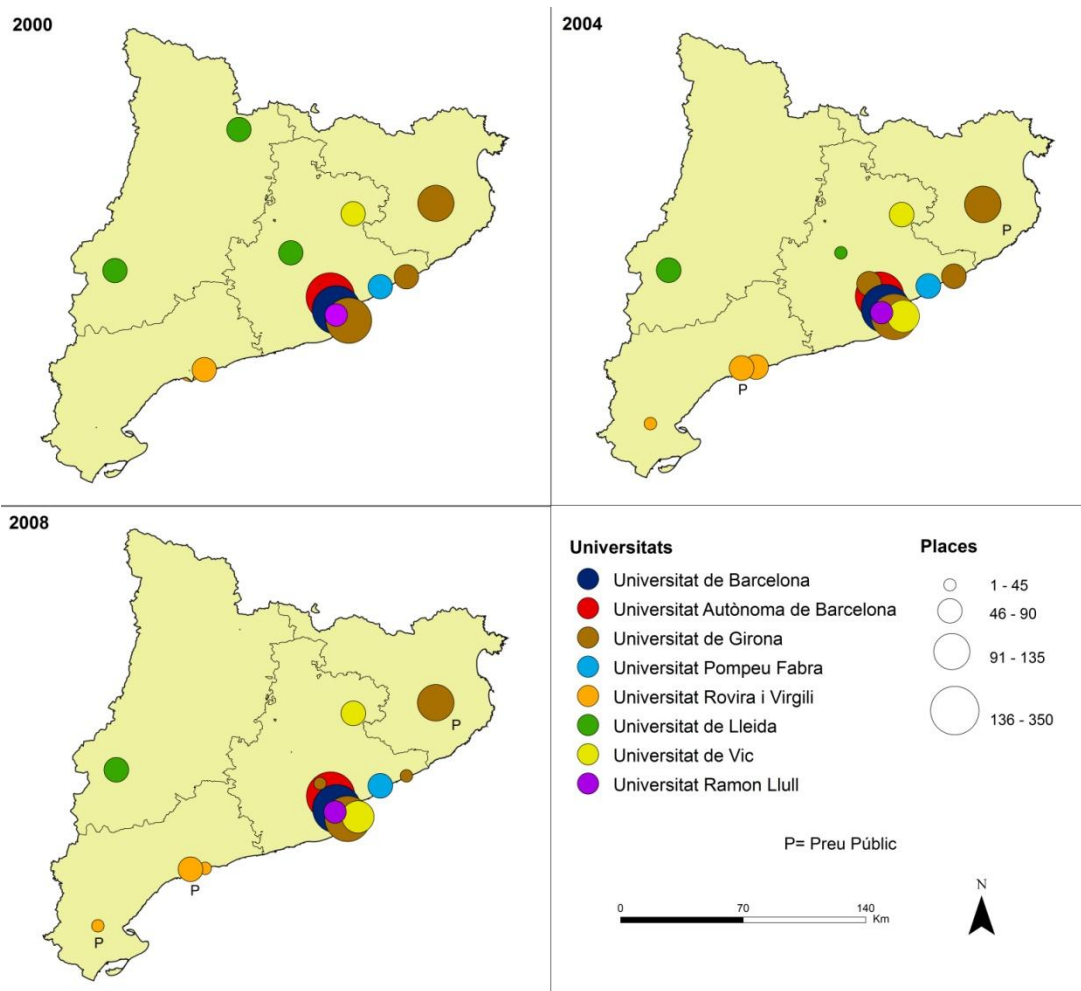 2000
2004
P
P
2008
P
P
P
Universitats
Universitat de Barcelona
Universitat Autònoma de Barcelona
Universitat de Girona
Universitat Pompeu Fabra
Universitat Rovira i Virgili
Universitat de Lleida
Universitat de Vic
Universitat Ramon Llull
Places
1 - 45
46 - 90
91 - 135
136 - 350
P= Preu Públic
0 70 140
Km
N